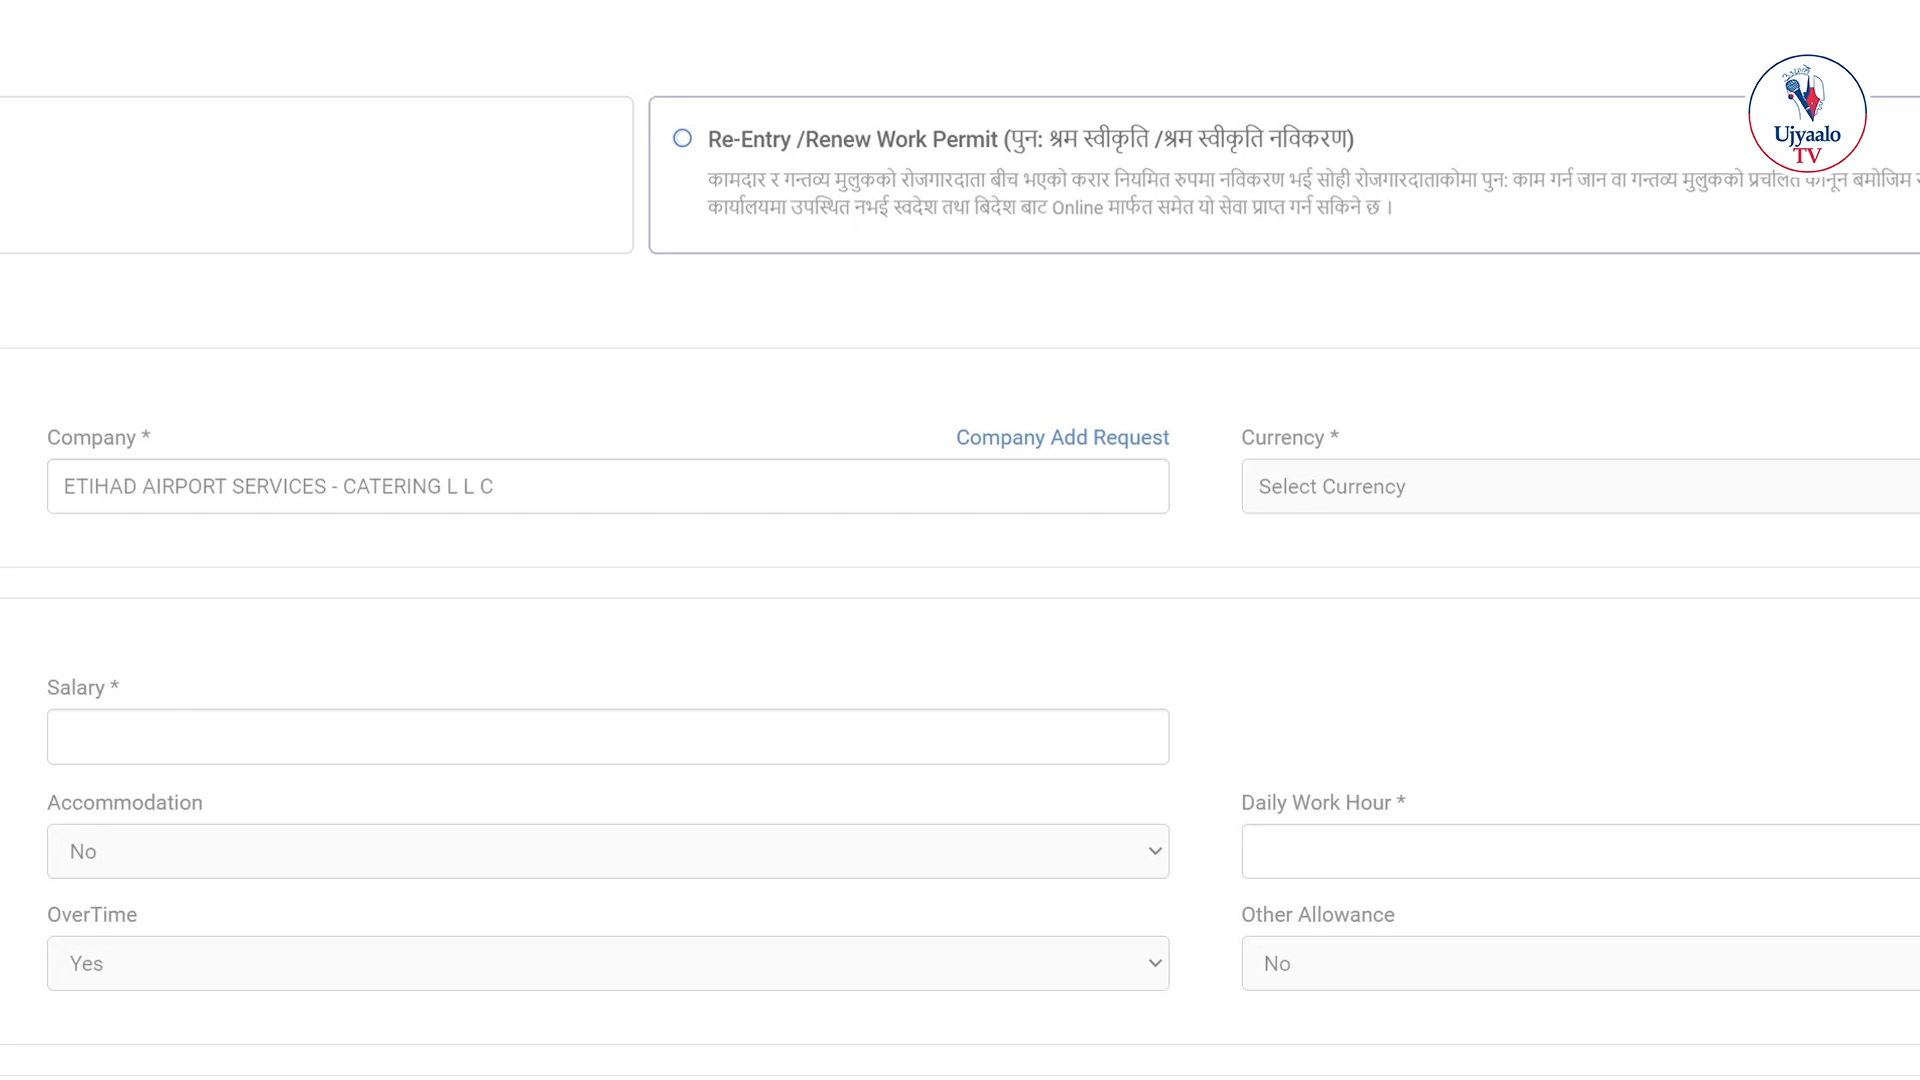 Ujyaalo
TV
Re-Entry /Renew Work Permit (पुन: श्रम स्वीकृति /श्रम स्वीकृति नविकरण)
कामदार र गन्तव्य मुलुकको रोजगारदाता बीच भएको करार नियमित रुपमा नविकरण भई सोही रोजगारदाताकोमा पुन: काम गर्न जान वा गन्तव्य मुलुकको प्रचलित कानून बमोजिम
कार्यालयमा उपस्थित नभई स्वदेश तथा बिदेश बाट Online मार्फत समेत यो सेवा प्राप्त गर्न सकिने छ ।
Company *
Company Add Request
Currency *
ETIHAD AIRPORT SERVICES - CATERING L L C
Select Currency
Salary *
Accommodation
Daily Work Hour *
No
OverTime
Other Allowance
Yes
No